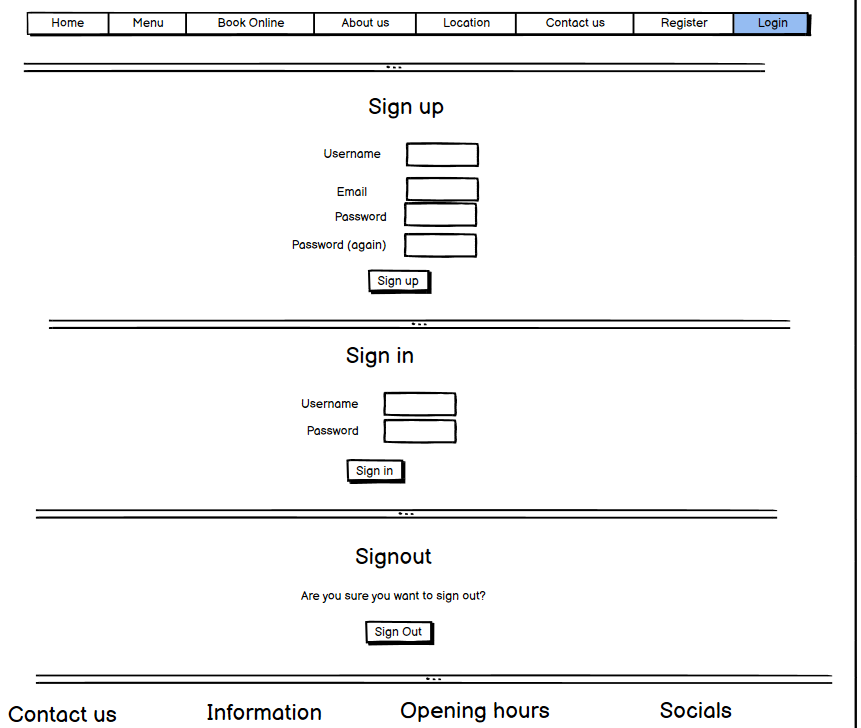 Home Menu Book Online About us Location Contact us Register Login
Sign up
Username
Email
Password
Password (again)
Sign up
Sign in
Username
Password
Sign in
Signout
Are you sure you want to sign out?
Sign Out
Contact us Information Opening hours Socials